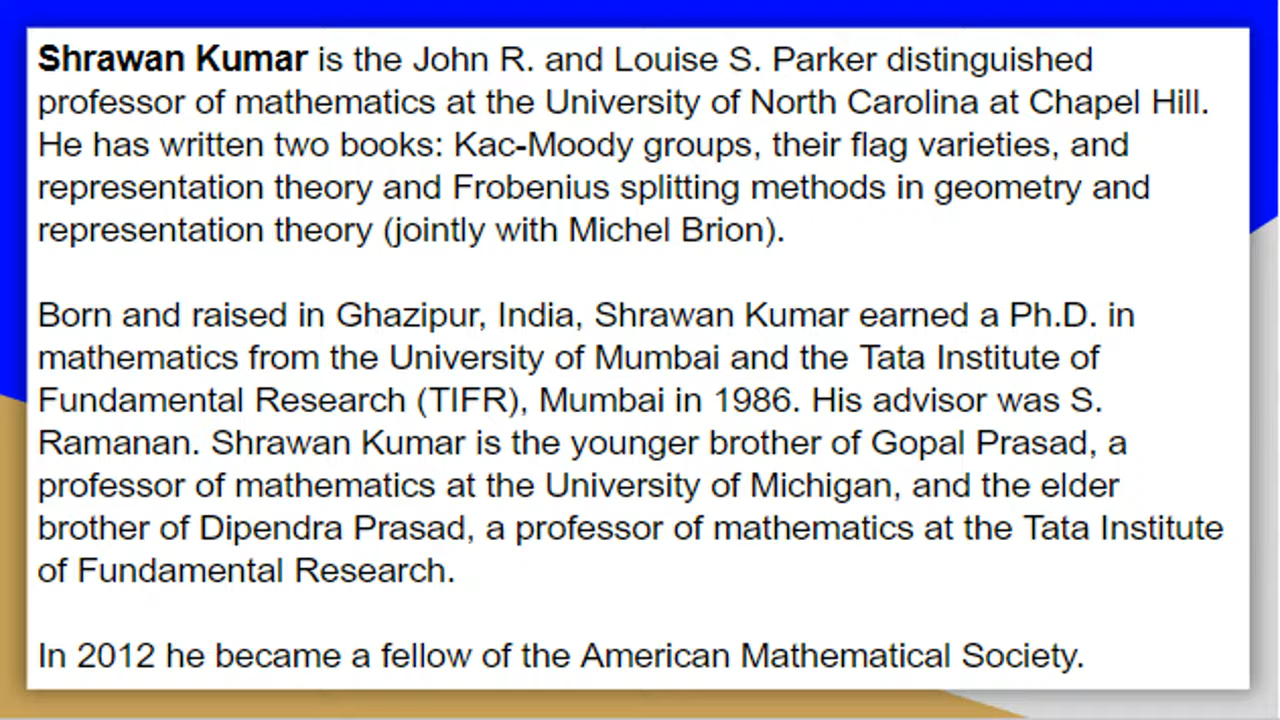 Shrawan Kumar is the John R. and Louise S. Parker distinguished
professor of mathematics at the University of North Carolina at Chapel Hill.
He has written two books: Kac-Moody groups, their flag varieties, and
representation theory and Frobenius splitting methods in geometry and
representation theory (jointly with Michel Brion).
Born and raised in Ghazipur, India, Shrawan Kumar earned a Ph.D. in
mathematics from the University of Mumbai and the Tata Institute of
Fundamental Research (TIFR), Mumbai in 1986. His advisor was S.
Ramanan. Shrawan Kumar is the younger brother of Gopal Prasad, a
professor of mathematics at the University of Michigan, and the elder
brother of Dipendra Prasad, a professor of mathematics at the Tata Institute
of Fundamental Research.
In 2012 he became a fellow of the American Mathematical Society.